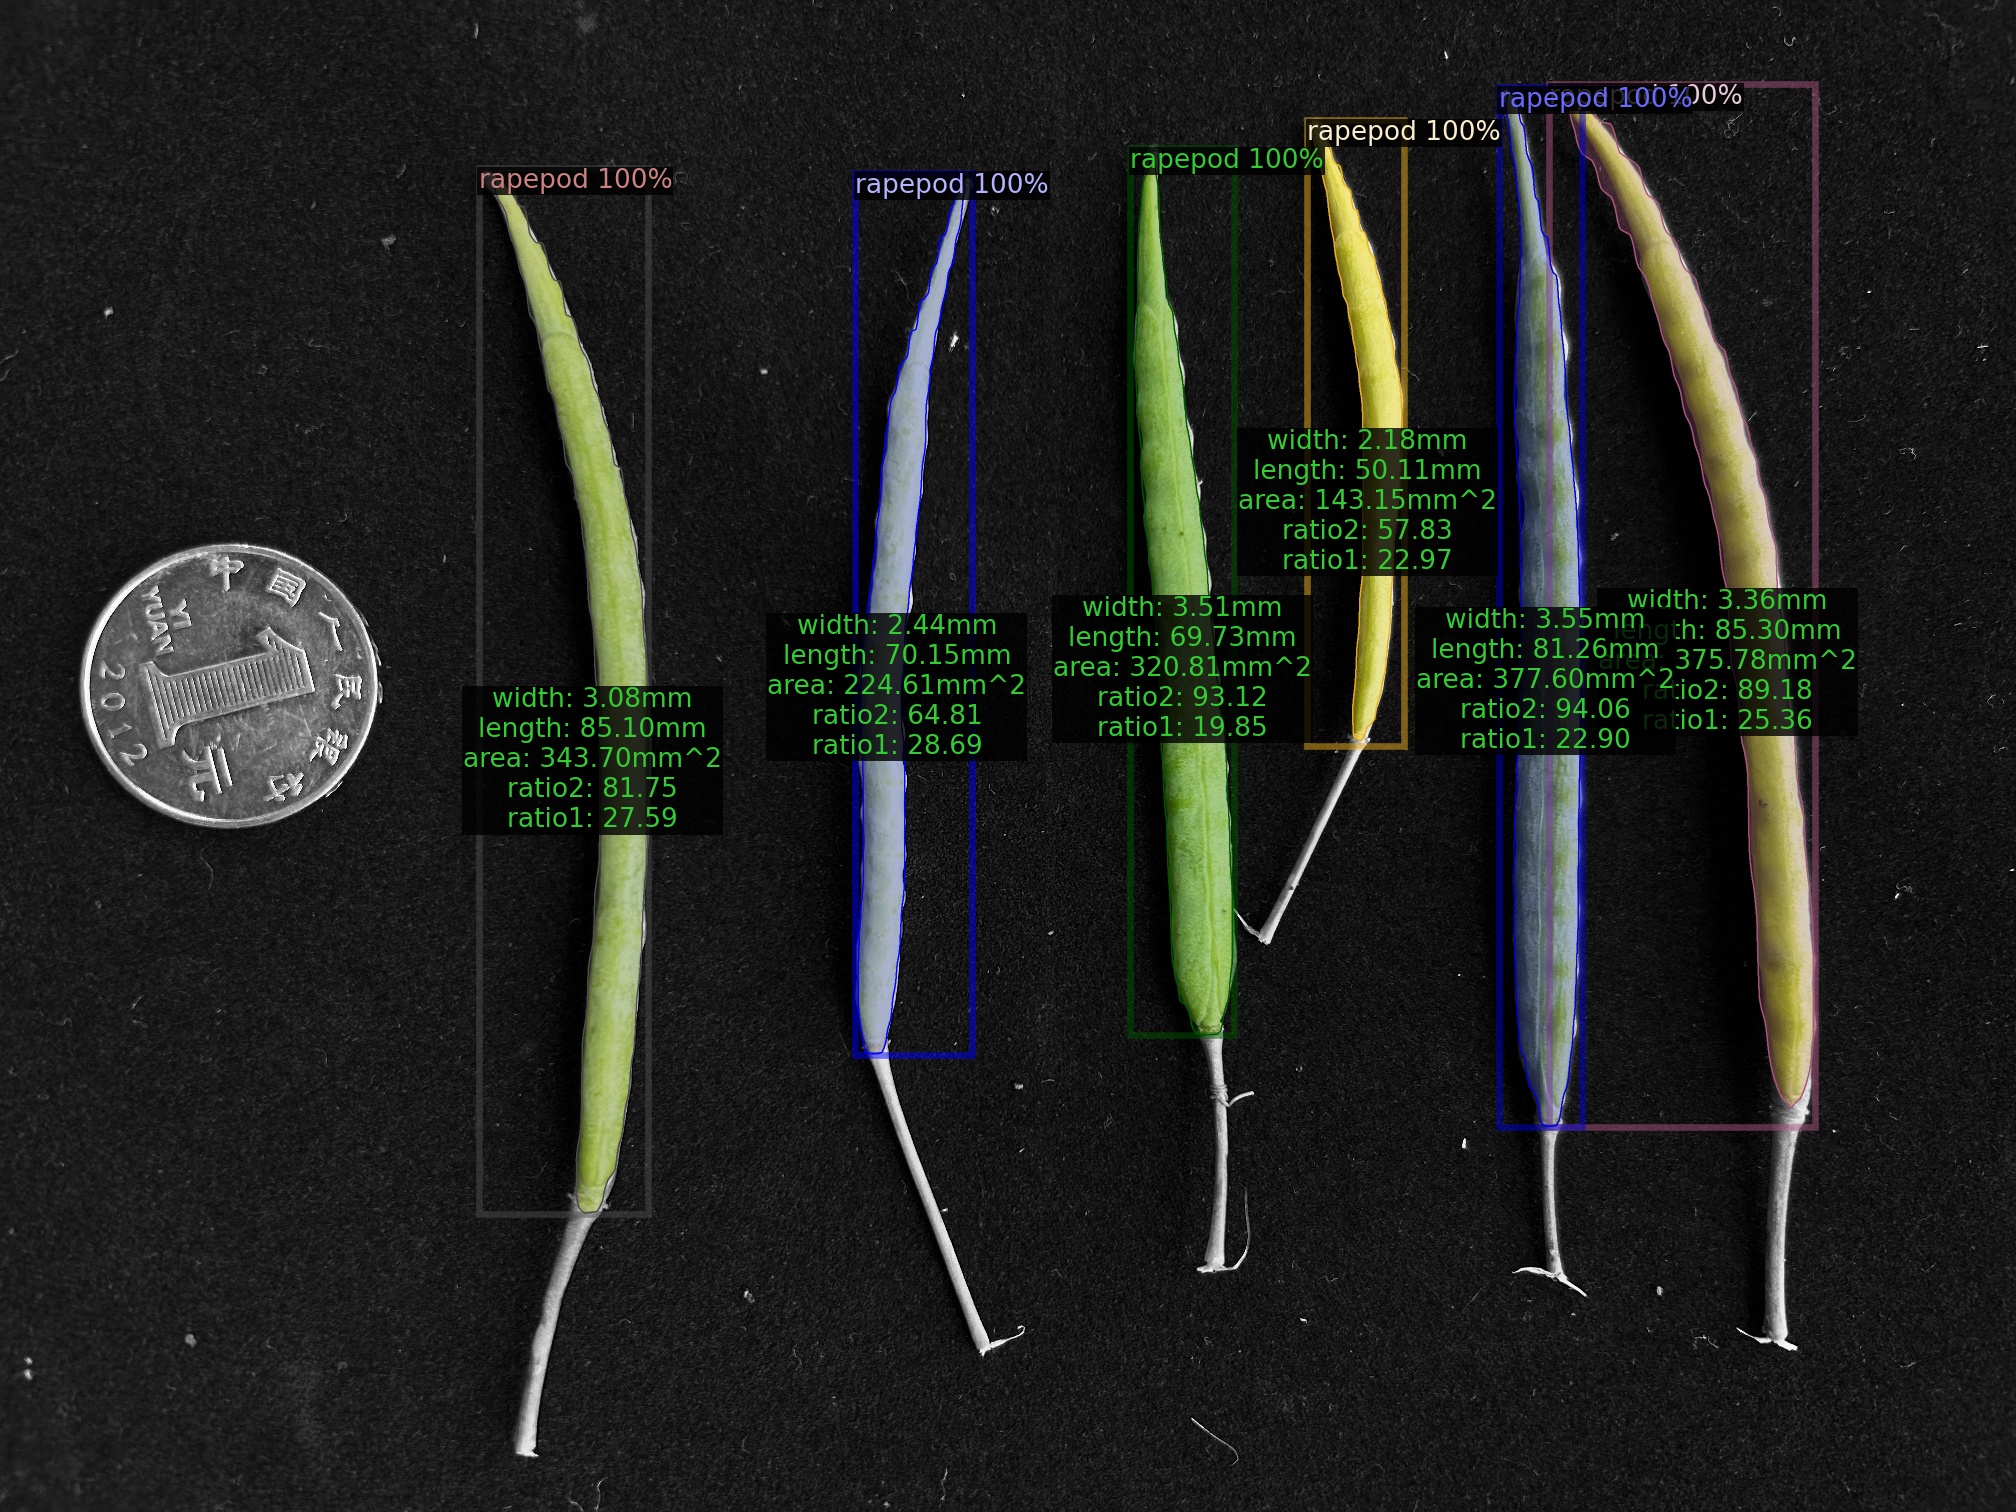 rapepod 100%
rapepod 100%
rapepod 100%
rapepod 100%
rapepod 100%
100%
width: 2.18mm
length: 50.11mm
area: 143.15mm^2
ratio2: 57.83
ratio1: 22.97
width: 3.08mm
length: 85.10mm
area: 343.70mm^2
ratio2: 81.75
ratio1: 27.59
width: 2.44mm
length: 70.15mm
area: 224.61mm^2
ratio2: 64.81
ratio1: 28.69
width: 3.51mm
length: 69.73mm
area: 320.81mm^2
ratio2: 93.12
ratio1: 19.85
width: 3.55mm
length: 81.26mm
area: 377.60mm^2
ratio2: 94.06
ratio1: 22.90
width: 3.36mm
length: 85.30mm
area: 375.78mm^2
ratio2: 89.18
ratio1: 25.36
中国人民银行
YI YUAN
1
元
2012